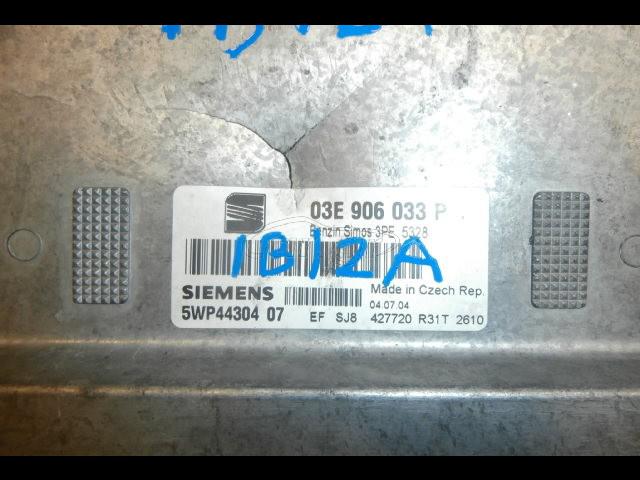 IBIZA
03E 906 033 P
Benzin Simos 3PE 5328
IBIZA
SIEMENS
Made in Czech Rep.
04.07.04
5WP44304 07
EF SJ8 427720 R31T 2610